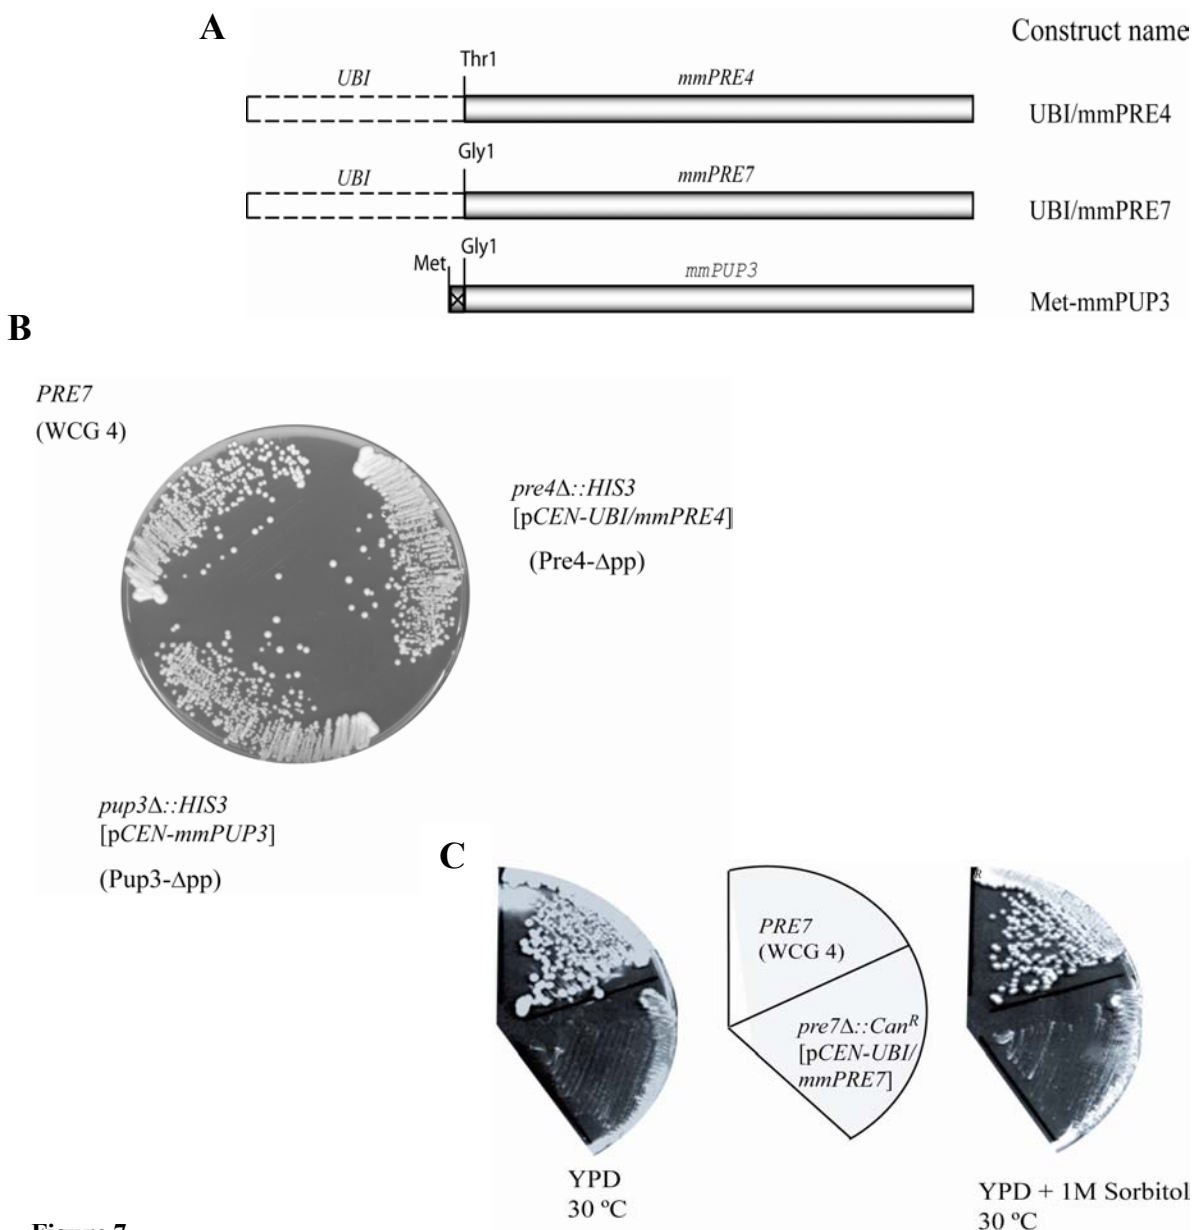 A
Construct name
UBI
Thr1
mmPRE4
UBI/mmPRE4
UBI
Gly1
mmPRE7
UBI/mmPRE7
Met
Gly1
mmPUP3
Met-mmPUP3
B
PRE7
(WCG 4)
pre4Δ::HIS3
[pCEN-UBI/mmPRE4]
(Pre4-Δpp)
pup3Δ::HIS3
[pCEN-mmPUP3]
(Pup3-Δpp)
C
PRE7
(WCG 4)
pre7Δ::Canᴿ
[pCEN-UBI/
mmPRE7]
R
YPD
30 ºC
YPD + 1M Sorbitol
30 ºC
Figure 7